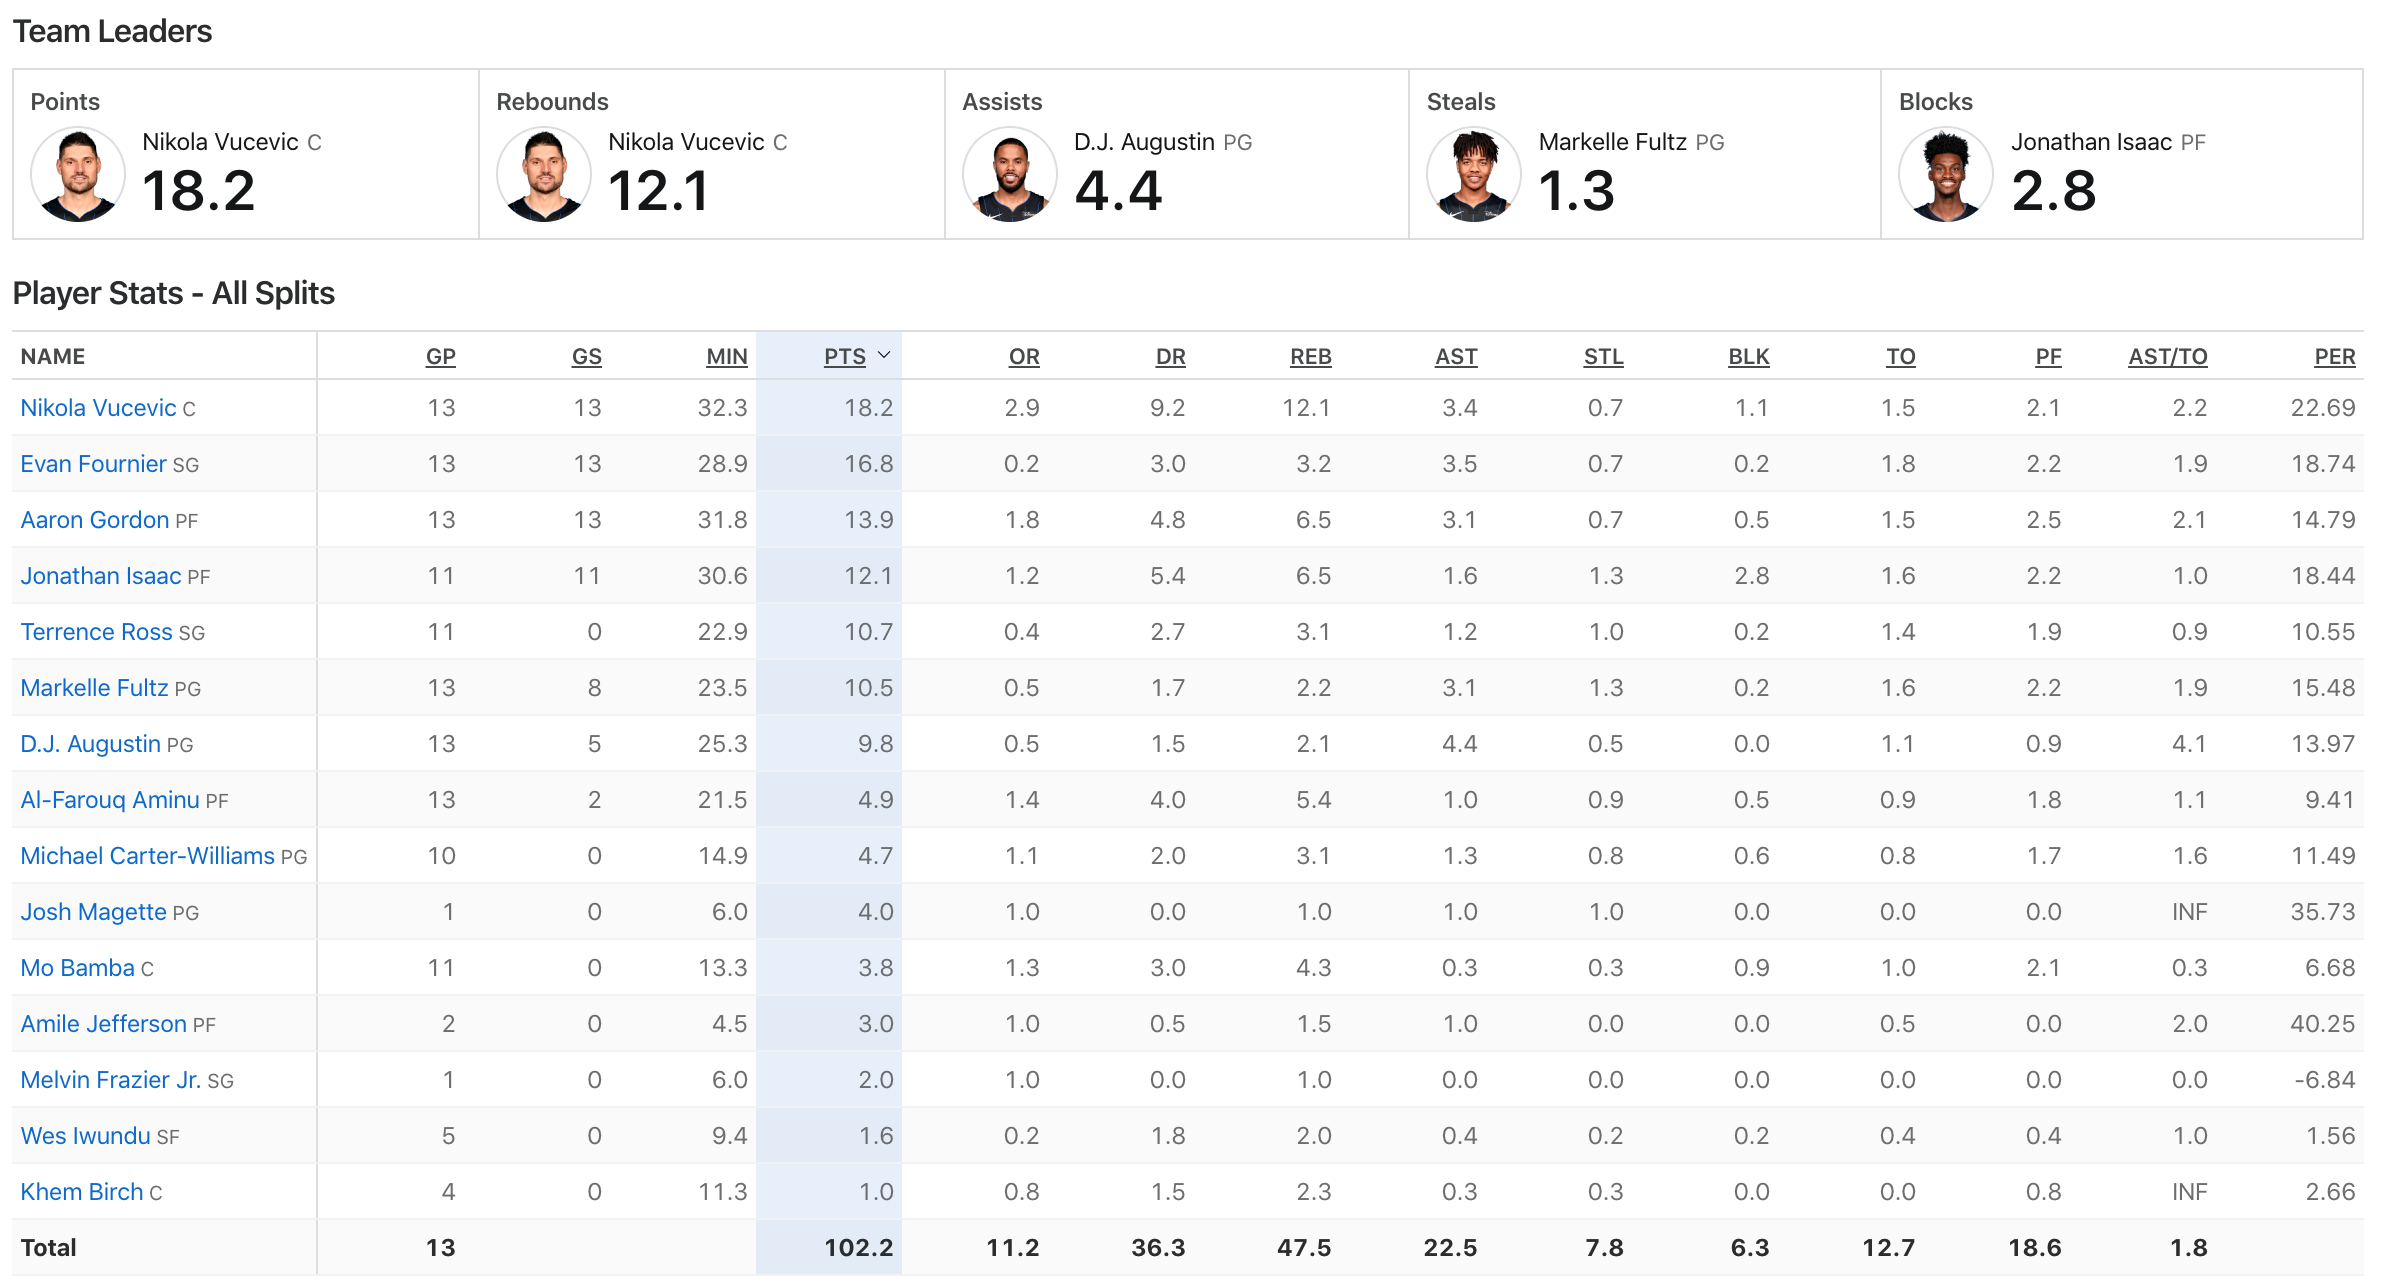 Team Leaders
Points Rebounds Assists Steals Blocks
Nikola Vucevic C Nikola Vucevic C D.J. Augustin PG Markelle Fultz PG Jonathan Isaac PF
18.2 12.1 4.4 1.3 2.8
Player Stats - All Splits
NAME GP GS MIN PTS OR DR REB AST STL BLK TO PF AST/TO PER
Nikola Vucevic C 13 13 32.3 18.2 2.9 9.2 12.1 3.4 0.7 1.1 1.5 2.1 2.2 22.69
Evan Fournier SG 13 13 28.9 16.8 0.2 3.0 3.2 3.5 0.7 0.2 1.8 2.2 1.9 18.74
Aaron Gordon PF 13 13 31.8 13.9 1.8 4.8 6.5 3.1 0.7 0.5 1.5 2.5 2.1 14.79
Jonathan Isaac PF 11 11 30.6 12.1 1.2 5.4 6.5 1.6 1.3 2.8 1.6 2.2 1.0 18.44
Terrence Ross SG 11 0 22.9 10.7 0.4 2.7 3.1 1.2 1.0 0.2 1.4 1.9 0.9 10.55
Markelle Fultz PG 13 8 23.5 10.5 0.5 1.7 2.2 3.1 1.3 0.2 1.6 2.2 1.9 15.48
D.J. Augustin PG 13 5 25.3 9.8 0.5 1.5 2.1 4.4 0.5 0.0 1.1 0.9 4.1 13.97
Al-Farouq Aminu PF 13 2 21.5 4.9 1.4 4.0 5.4 1.0 0.9 0.5 0.9 1.8 1.1 9.41
Michael Carter-Williams PG 10 0 14.9 4.7 1.1 2.0 3.1 1.3 0.8 0.6 0.8 1.7 1.6 11.49
Josh Magette PG 1 0 6.0 4.0 1.0 0.0 1.0 1.0 1.0 0.0 0.0 0.0 INF 35.73
Mo Bamba C 11 0 13.3 3.8 1.3 3.0 4.3 0.3 0.3 0.9 1.0 2.1 0.3 6.68
Amile Jefferson PF 2 0 4.5 3.0 1.0 0.5 1.5 1.0 0.0 0.0 0.5 0.0 2.0 40.25
Melvin Frazier Jr. SG 1 0 6.0 2.0 1.0 0.0 1.0 0.0 0.0 0.0 0.0 0.0 0.0 -6.84
Wes Iwundu SF 5 0 9.4 1.6 0.2 1.8 2.0 0.4 0.2 0.2 0.4 0.4 1.0 1.56
Khem Birch C 4 0 11.3 1.0 0.8 1.5 2.3 0.3 0.3 0.0 0.0 0.8 INF 2.66
Total 13 102.2 11.2 36.3 47.5 22.5 7.8 6.3 12.7 18.6 1.8